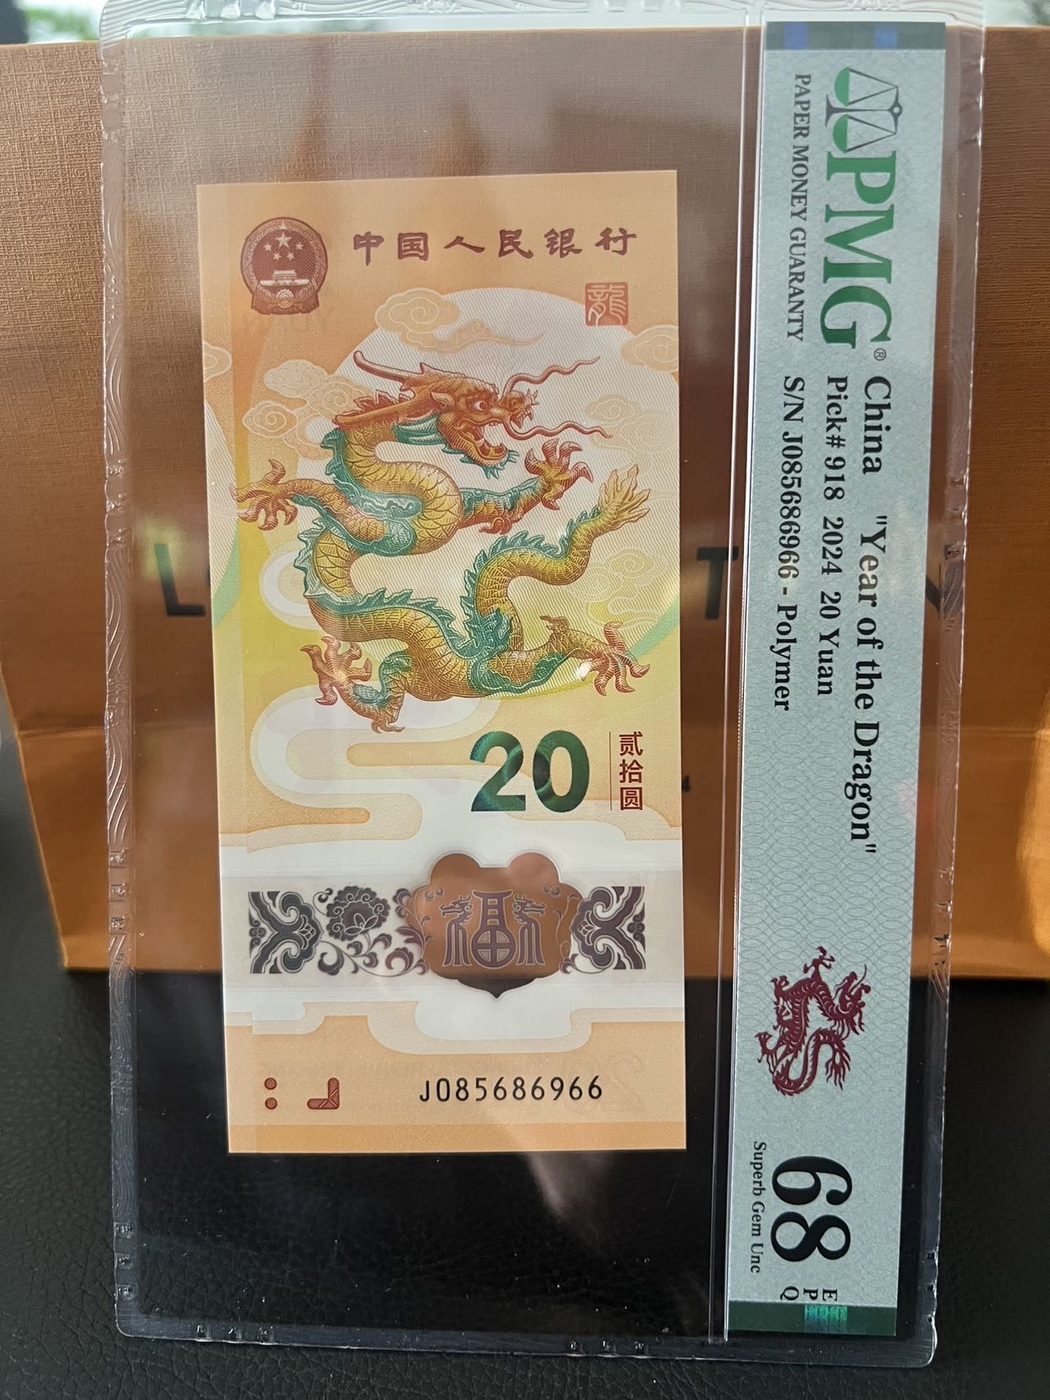 中国人民银行
龍
20
贰拾圆
福
J085686966
PMG®
PAPER MONEY GUARANTY
China "Year of the Dragon"
Pick# 918 2024 20 Yuan
S/N J085686966 - Polymer
68
EPQ
Superb Gem Unc